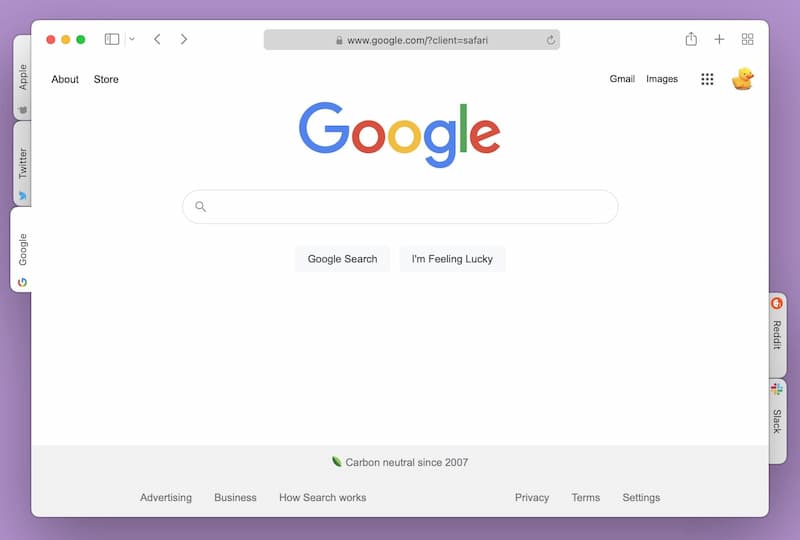 www.google.com/?client=safari
About Store
Gmail Images
Google
Google Search I'm Feeling Lucky
Carbon neutral since 2007
Advertising Business How Search works
Privacy Terms Settings
Apple
Twitter
Google
Reddit
Slack